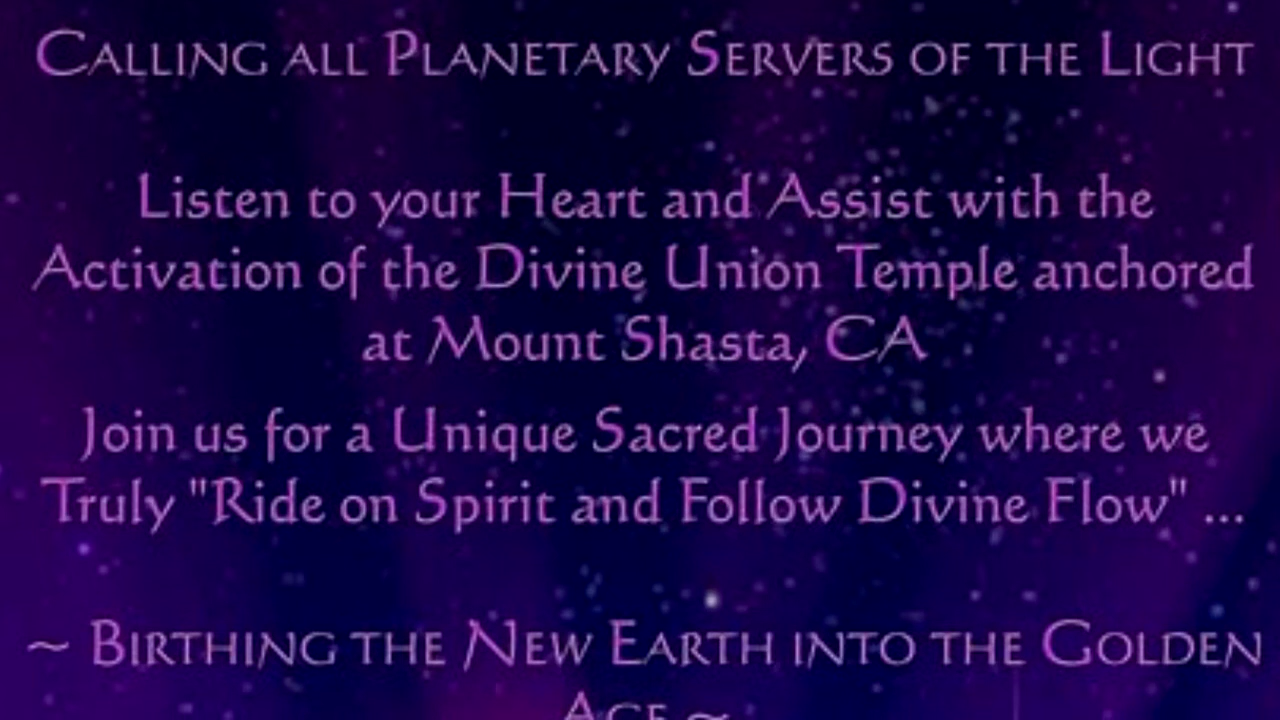 Calling all Planetary Servers of the Light
Listen to your Heart and Assist with the
Activation of the Divine Union Temple anchored
at Mount Shasta, CA
Join us for a Unique Sacred Journey where we
Truly "Ride on Spirit and Follow Divine Flow" ...
~ Birthing the New Earth into the Golden
Age ~